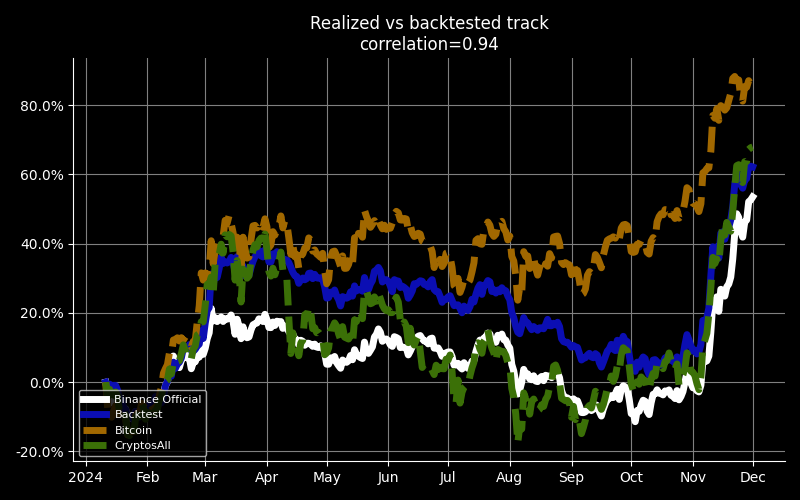 Realized vs backtested track
correlation=0.94
80.0%
60.0%
40.0%
20.0%
0.0%
-20.0%
Binance Official
Backtest
Bitcoin
CryptosAll
2024 Feb Mar Apr May Jun Jul Aug Sep Oct Nov Dec